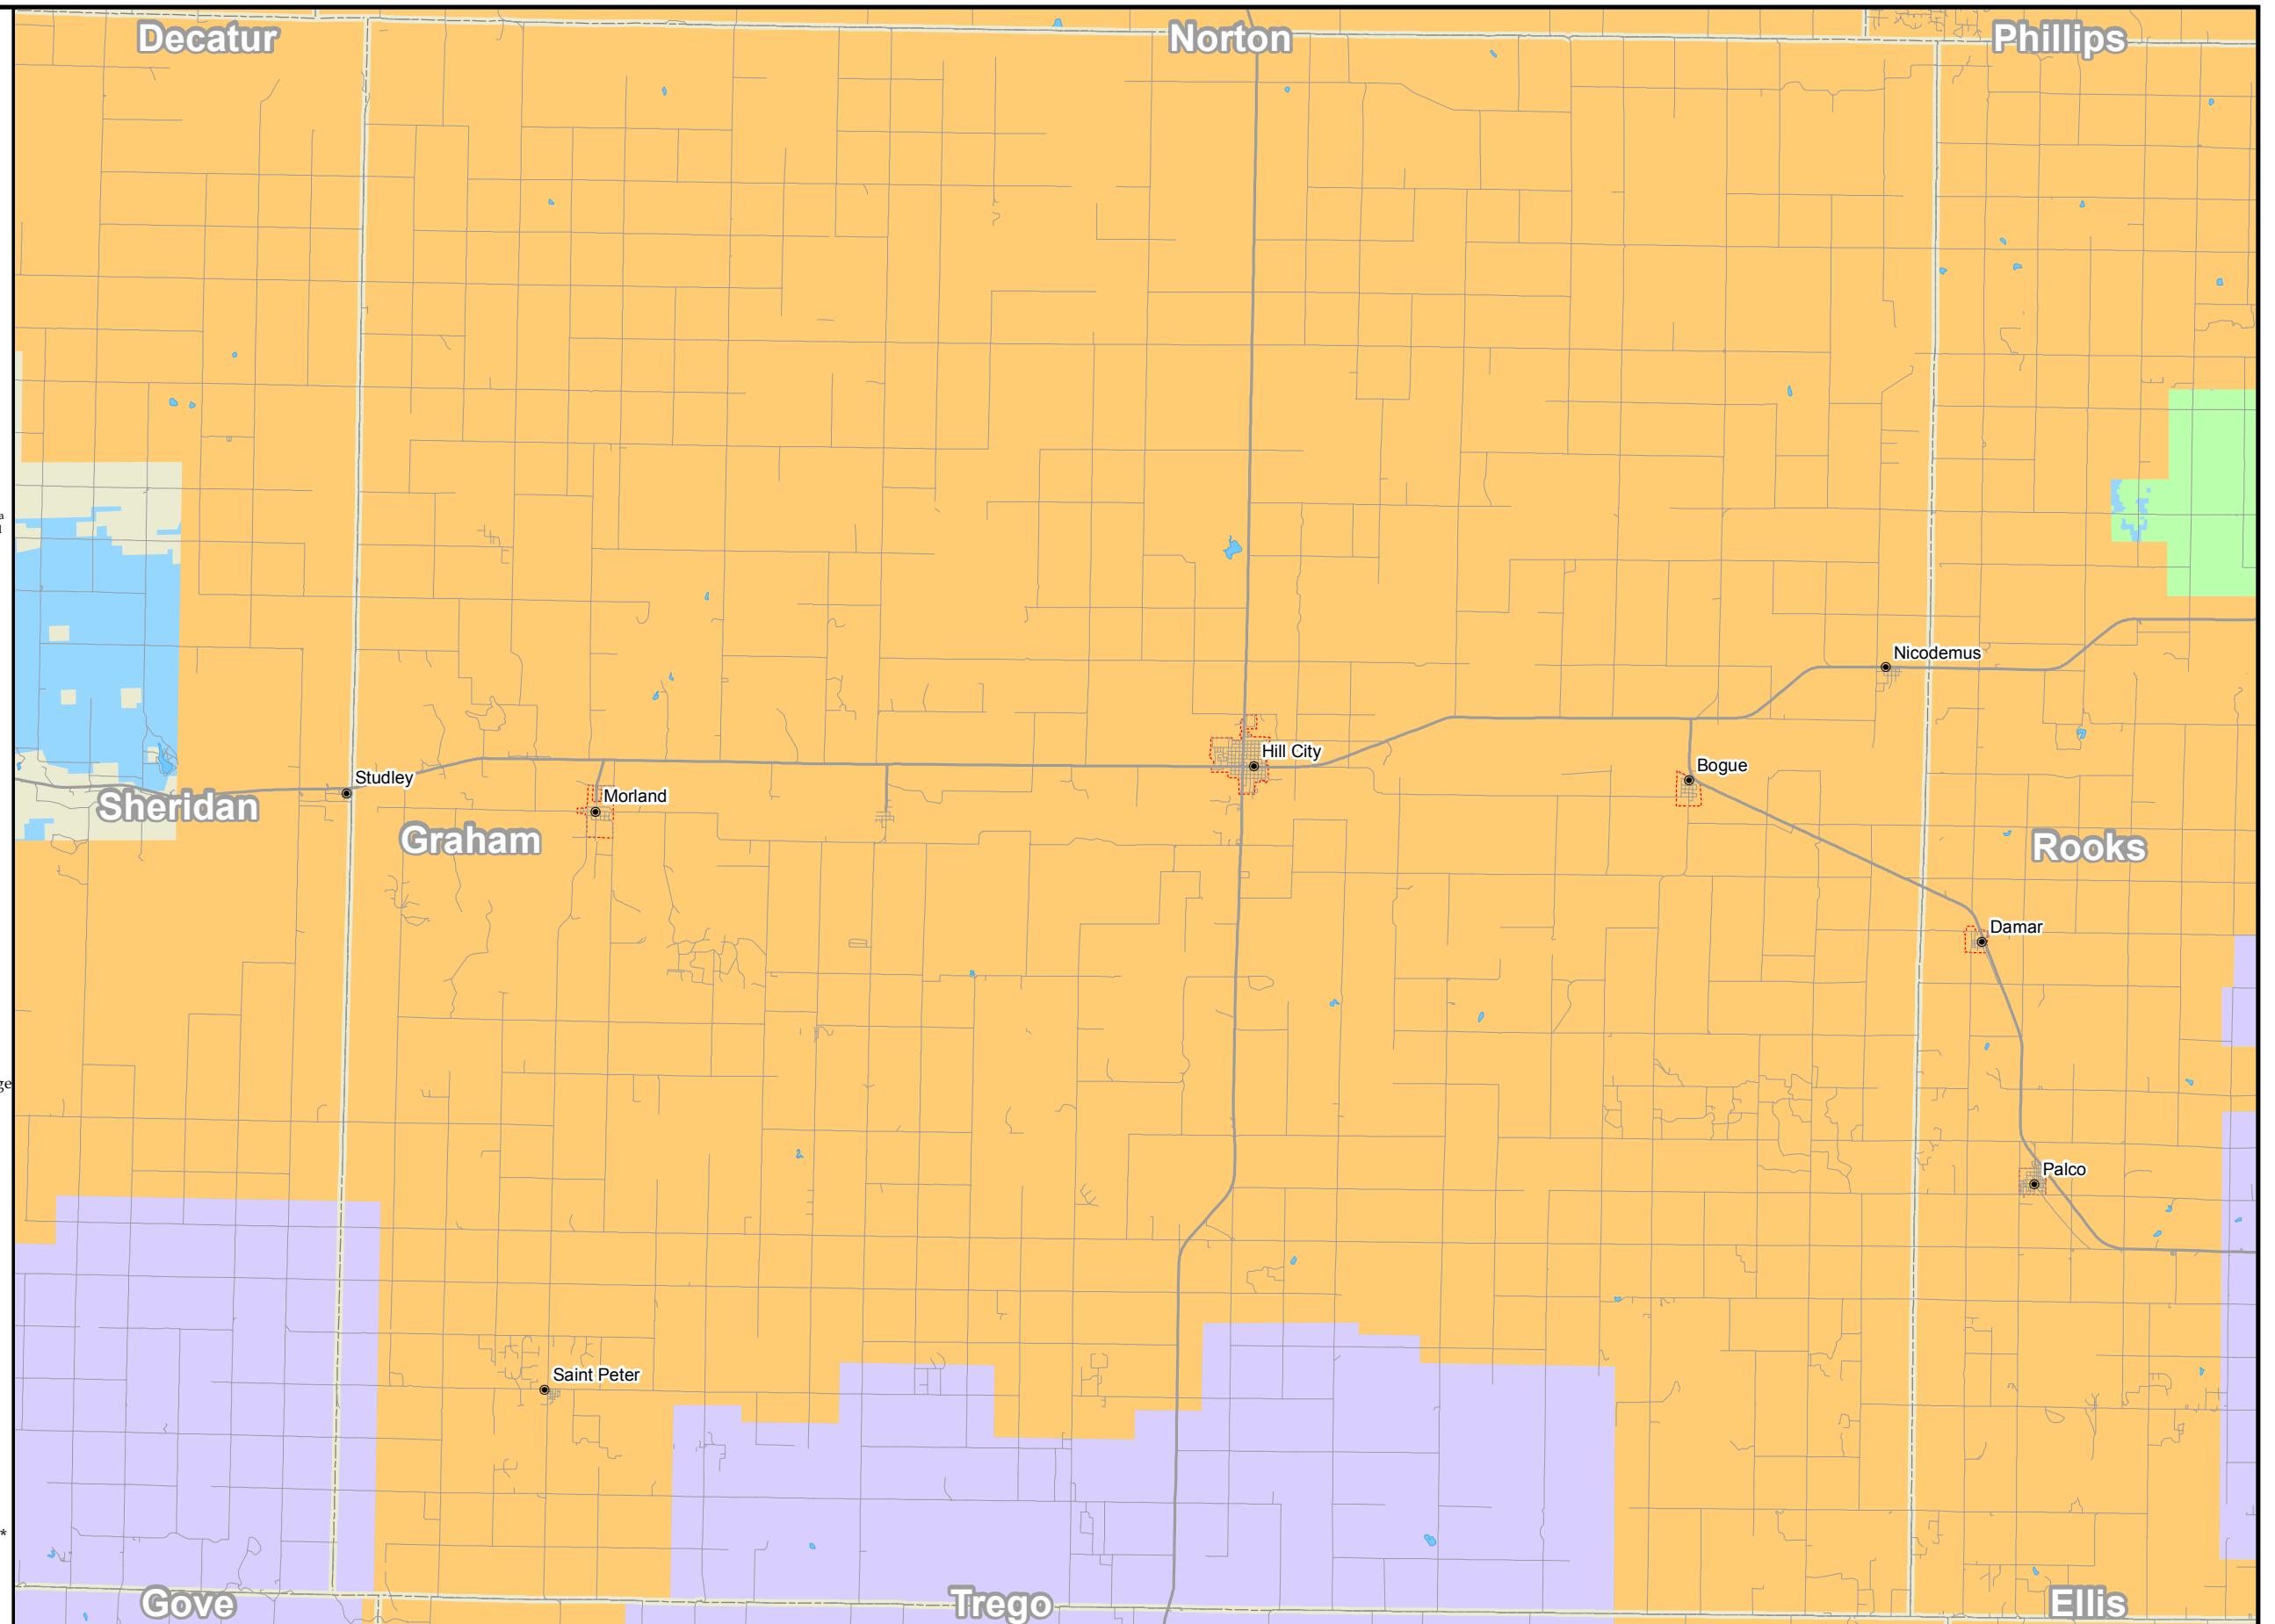 Decatur
Norton
Phillips
a
ge
*
Nicodemus
Hill City
Studley
Bogue
Morland
Sheridan
Graham
Rooks
Damar
Palco
Saint Peter
Gove
Trego
Ellis